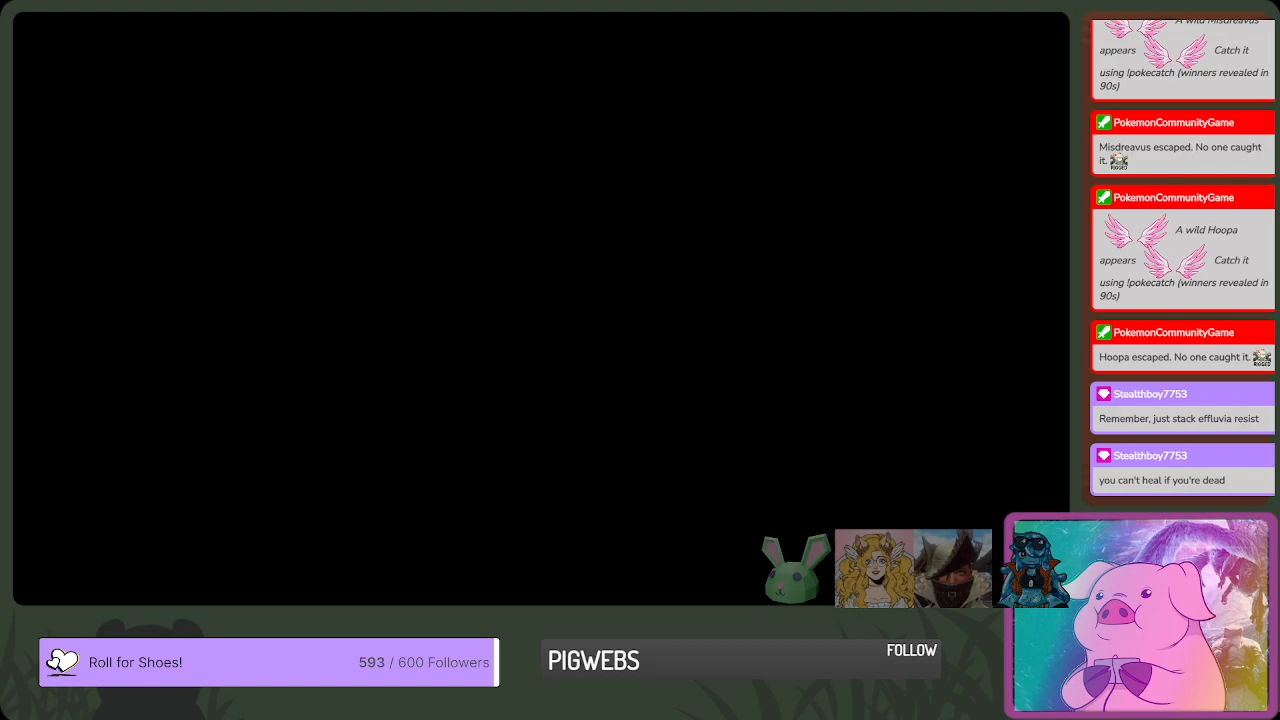 A wild Misdreavus
appears Catch it
using !pokecatch (winners revealed in
90s)
PokemonCommunityGame
Misdreavus escaped. No one caught
it.
RIGGED
PokemonCommunityGame
A wild Hoopa
appears Catch it
using !pokecatch (winners revealed in
90s)
PokemonCommunityGame
Hoopa escaped. No one caught it.
RIGGED
Stealthboy7753
Remember, just stack effluvia resist
Stealthboy7753
you can't heal if you're dead
Roll for Shoes!
593 / 600 Followers
PIGWEBS
FOLLOW